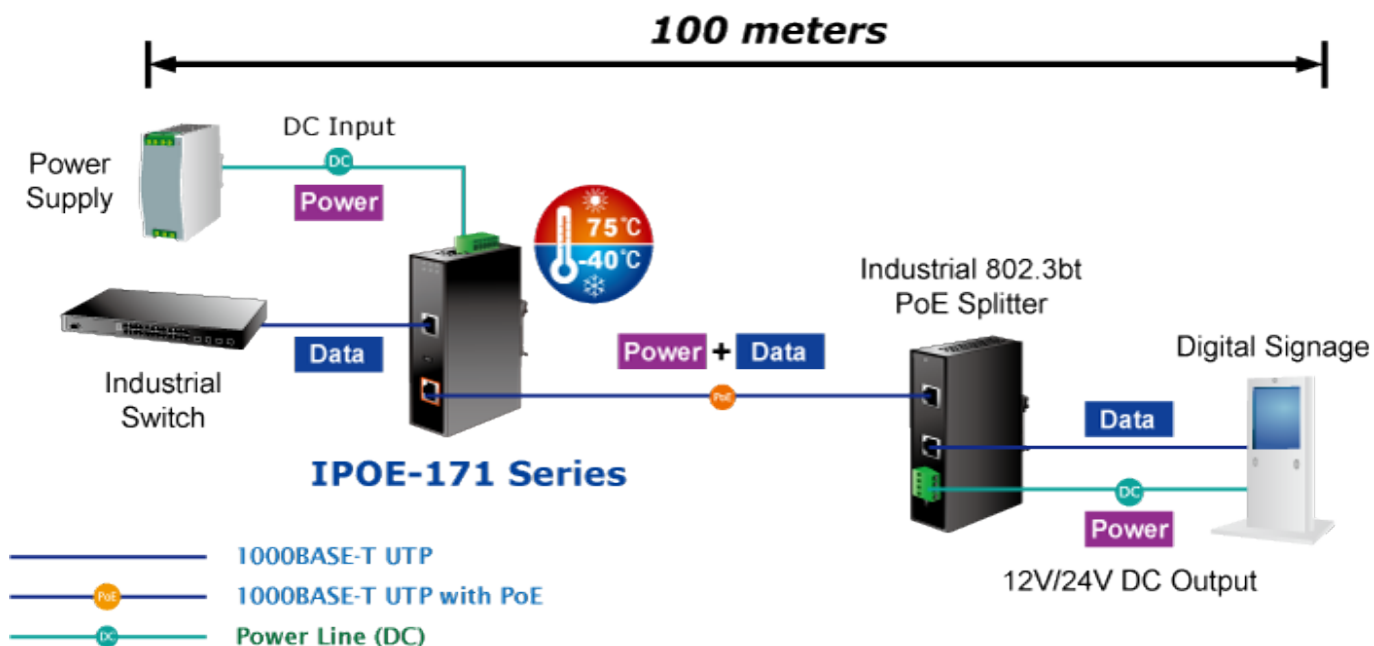 100 meters
DC Input
DC
Power
Power
Supply
75°C
-40°C
Industrial 802.3bt
PoE Splitter
Digital Signage
Data
Industrial
Switch
Power + Data
PoE
Data
IPOE-171 Series
DC
Power
12V/24V DC Output
1000BASE-T UTP
PoE
1000BASE-T UTP with PoE
DC
Power Line (DC)